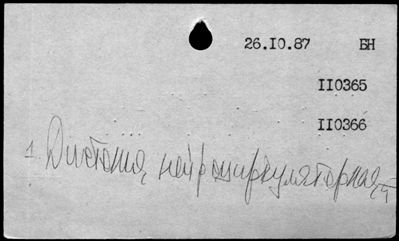 26.10.87 БН
110365
110366
1. Дистония, нейроциркуляторная